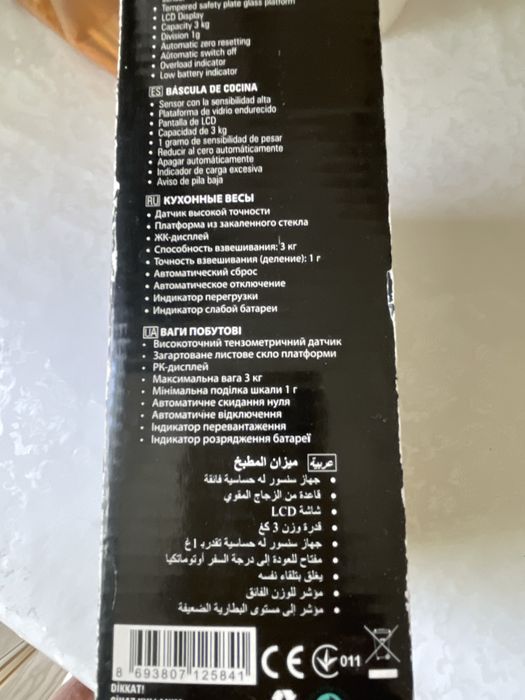 • Tempered safety plate glass platform
• LCD Display
• Capacity 3 kg
• Division 1g
• Automatic zero resetting
• Automatic switch off
• Overload indicator
• Low battery indicator
ES BÁSCULA DE COCINA
• Sensor con la sensibilidad alta
• Plataforma de vidrio endurecido
• Pantalla de LCD
• Capacidad de 3 kg
• 1 gramo de sensibilidad de pesar
• Reducir al cero automáticamente
• Apagar automáticamente
• Indicador de carga excesiva
• Aviso de pila baja
RU КУХОННЫЕ ВЕСЫ
• Датчик высокой точности
• Платформа из закаленного стекла
• ЖК-дисплей
• Способность взвешивания: 3 кг
• Точность взвешивания (деление): 1 г
• Автоматический сброс
• Автоматическое отключение
• Индикатор перегрузки
• Индикатор слабой батареи
UA ВАГИ ПОБУТОВІ
• Високоточний тензометричний датчик
• Загартоване листове скло платформи
• РК-дисплей
• Максимальна вага 3 кг
• Мінімальна поділка шкали 1 г
• Автоматичне скидання нуля
• Автоматичне відключення
• Індикатор перевантаження
• Індикатор розрядження батареї
عربية ميزان المطبخ
• جهاز سنسور له حساسية فائقة
• قاعدة من الزجاج المقوي
• شاشة LCD
• قدرة وزن 3 كغ
• جهاز سنسور له حساسية تقدرب 1غ
• مفتاح للعودة إلى درجة السفر أوتوماتكيا
• يغلق بتلقاء نفسه
• مؤشر للوزن الفائق
• مؤشر إلى مستوى البطارية الضعيفة
8 693807 125841
CE
011
DİKKAT!